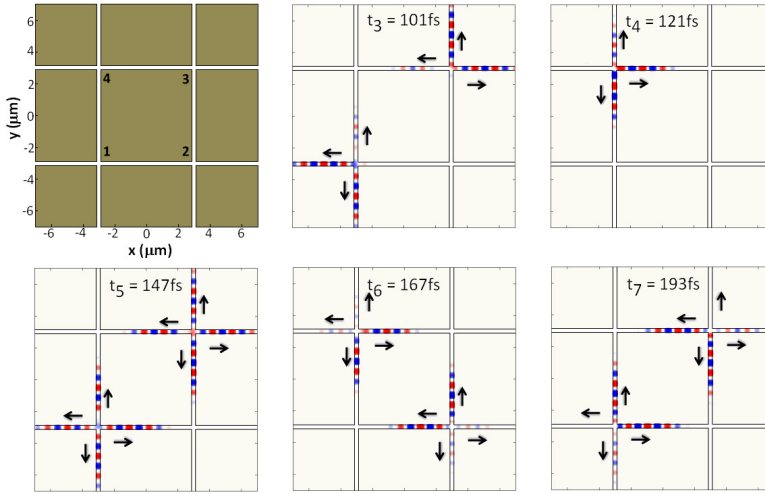 6
4
2
0
-2
-4
-6
y (μm)
4 3
1 2
-4 -2 0 2 4 6
x (μm)
t3 = 101fs
t4 = 121fs
t5 = 147fs
t6 = 167fs
t7 = 193fs